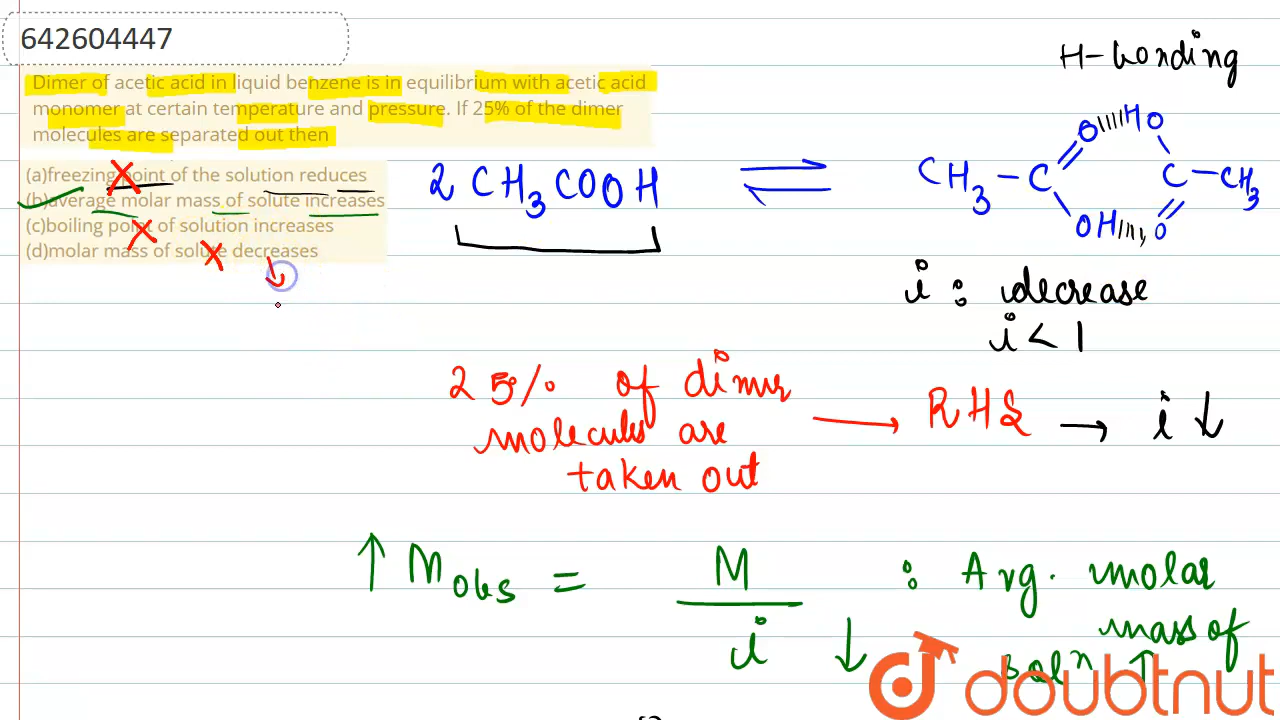 642604447
Dimer of acetic acid in liquid benzene is in equilibrium with acetic acid
monomer at certain temperature and pressure. If 25% of the dimer
molecules are separated out then
(a)freezing point of the solution reduces
(b)average molar mass of solute increases
(c)boiling point of solution increases
(d)molar mass of solute decreases
H-bonding
2 CH3COOH ⇌ CH3-C O HO C-CH3
OH O
i : decrease
i < 1
25% of dimer
molecules are
taken out → RHS → i ↓
↑ Mobs = M / i ↓ : Avg. molar
mass of
solⁿ ↑
doubtnut